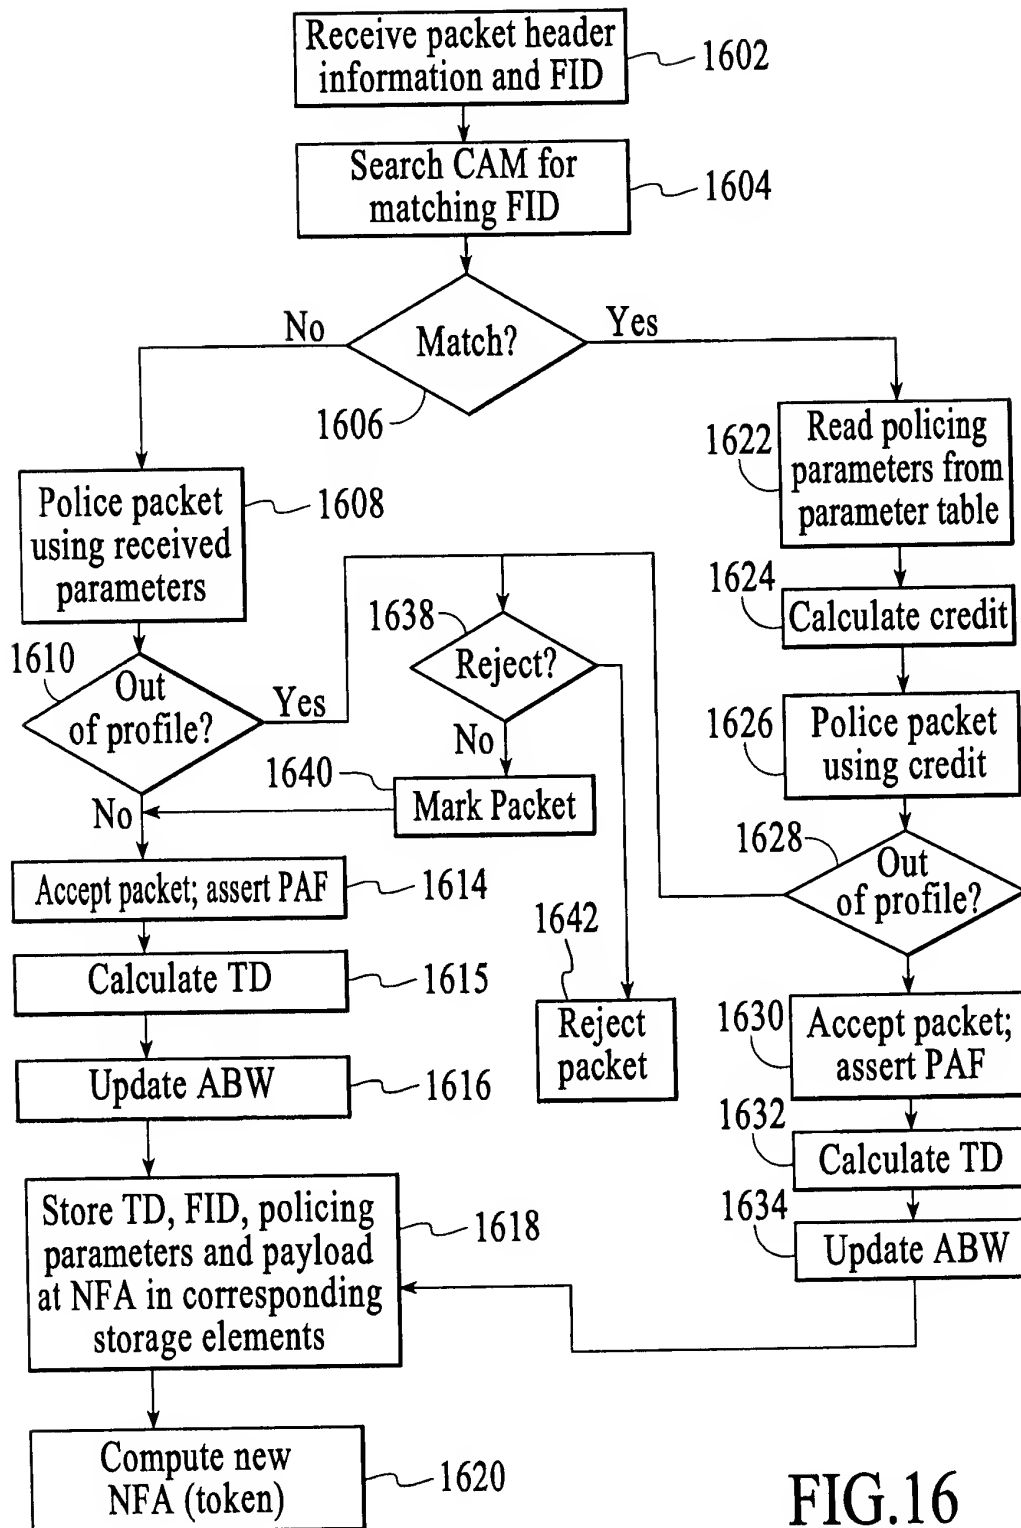 Receive packet header
information and FID
1602
Search CAM for
matching FID
1604
Match?
No
Yes
1606
Police packet
using received
parameters
1608
1622
Read policing
parameters from
parameter table
1624
Calculate credit
1610
Out
of profile?
Yes
No
1638
Reject?
No
1640
Mark Packet
1626
Police packet
using credit
1628
Out
of profile?
Accept packet; assert PAF
1614
Calculate TD
1615
Update ABW
1616
1642
Reject
packet
1630
Accept packet;
assert PAF
1632
Calculate TD
1634
Update ABW
Store TD, FID, policing
parameters and payload
at NFA in corresponding
storage elements
1618
Compute new
NFA (token)
1620
FIG.16